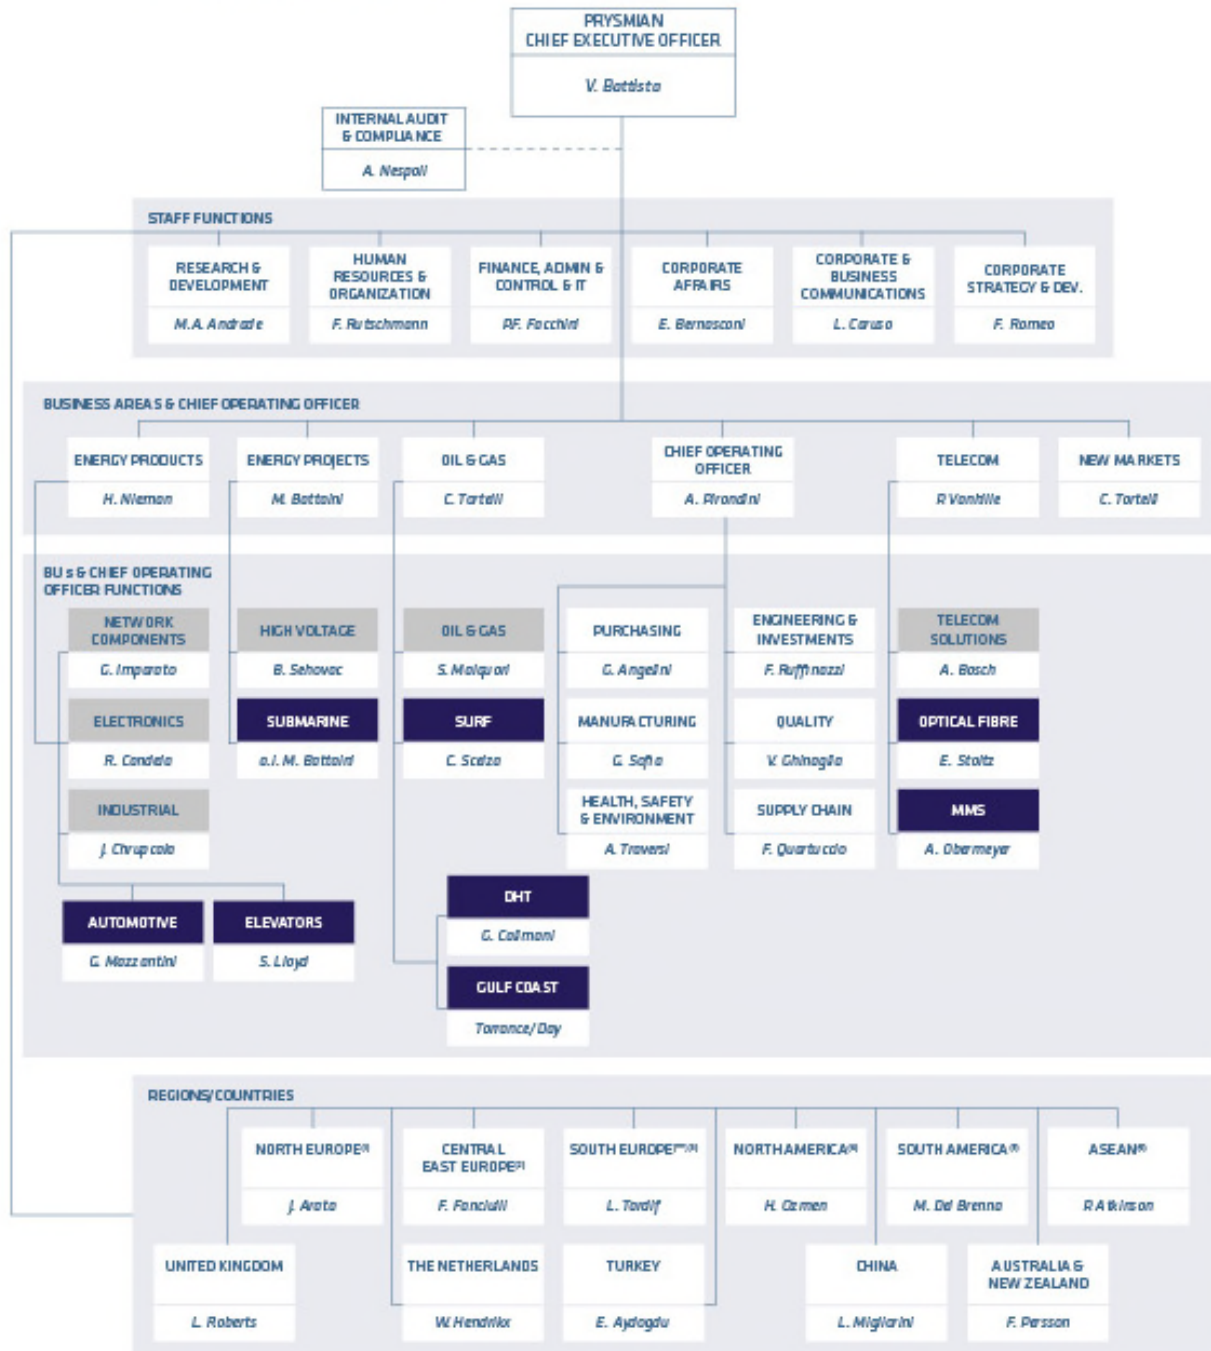 PRYSMIAN
CHIEF EXECUTIVE OFFICER
V. Battista
INTERNAL AUDIT
& COMPLIANCE
A. Nespoli
STAFF FUNCTIONS
RESEARCH &
DEVELOPMENT
M.A. Andrade
HUMAN
RESOURCES &
ORGANIZATION
F. Rutschmann
FINANCE, ADMIN &
CONTROL & IT
P.F. Facchini
CORPORATE
AFFAIRS
E. Bernasconi
CORPORATE &
BUSINESS
COMMUNICATIONS
L. Caruso
CORPORATE
STRATEGY & DEV.
F. Romeo
BUSINESS AREAS & CHIEF OPERATING OFFICER
ENERGY PRODUCTS
H. Nieman
ENERGY PROJECTS
M. Battaini
OIL & GAS
C. Tortelli
CHIEF OPERATING
OFFICER
A. Pirondini
TELECOM
P. Vanhille
NEW MARKETS
C. Tortelli
BUs & CHIEF OPERATING
OFFICER FUNCTIONS
NETWORK
COMPONENTS
G. Imparato
HIGH VOLTAGE
B. Sehovac
OIL & GAS
S. Malquori
PURCHASING
G. Angelini
ENGINEERING &
INVESTMENTS
F. Ruffinazzi
TELECOM
SOLUTIONS
A. Bosch
ELECTRONICS
R. Candela
SUBMARINE
a.i. M. Battaini
SURF
C. Scalzo
MANUFACTURING
G. Sofia
QUALITY
V. Ghinaglia
OPTICAL FIBRE
E. Stoltz
INDUSTRIAL
J. Chrupcala
HEALTH, SAFETY
& ENVIRONMENT
A. Traversi
SUPPLY CHAIN
F. Quartuccio
MMS
A. Obermeyer
AUTOMOTIVE
G. Mazzantini
ELEVATORS
S. Lloyd
DHT
G. Calimani
GULF COAST
Torrance/Day
REGIONS/COUNTRIES
NORTH EUROPE
J. Arata
CENTRAL
EAST EUROPE
F. Fanciulli
SOUTH EUROPE
L. Tardif
NORTH AMERICA
H. Ozmen
SOUTH AMERICA
M. Del Brenna
ASEAN
P. Atkinson
UNITED KINGDOM
L. Roberts
THE NETHERLANDS
W. Hendrikx
TURKEY
E. Aydogdu
CHINA
L. Migliarini
AUSTRALIA &
NEW ZEALAND
F. Persson